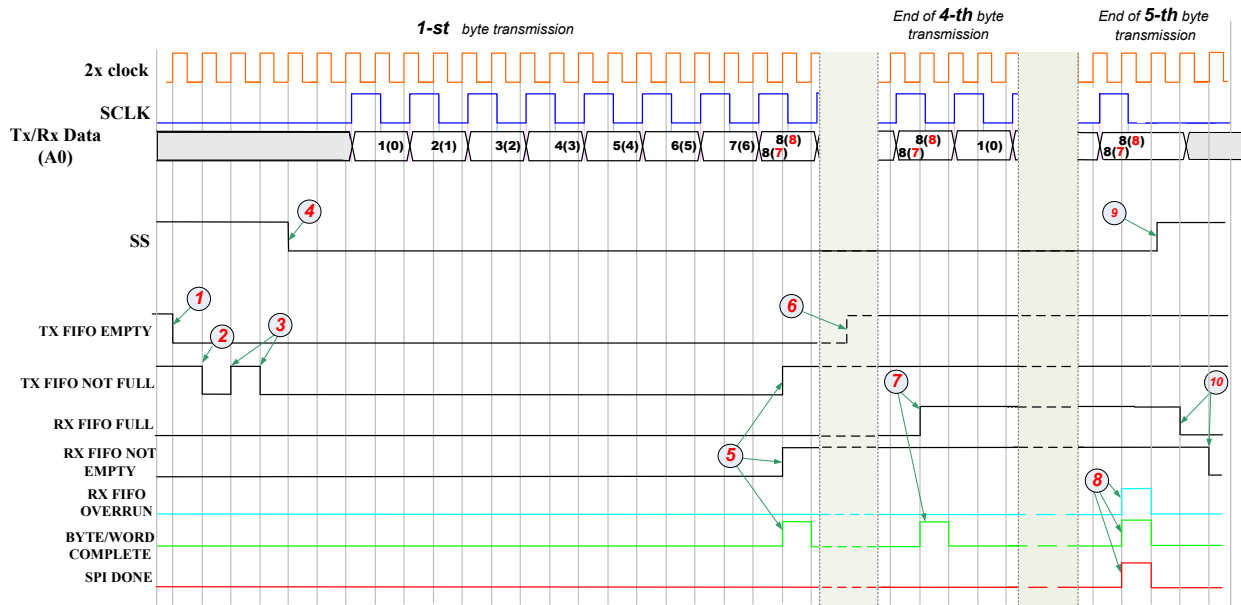 1-st byte transmission
End of 4-th byte
transmission
End of 5-th byte
transmission
2x clock
SCLK
Tx/Rx Data
(A0)
1(0) 2(1) 3(2) 4(3) 5(4) 6(5) 7(6) 8(8) 8(8) 1(0) 8(8)
8(7) 8(7) 8(7)
4 9
SS
1
6
TX FIFO EMPTY
2 3
TX FIFO NOT FULL
7 10
RX FIFO FULL
5
RX FIFO NOT
EMPTY
8
RX FIFO
OVERRUN
BYTE/WORD
COMPLETE
SPI DONE